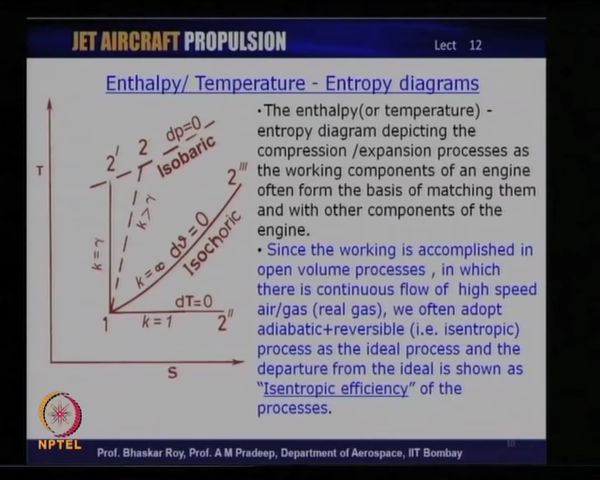 JET AIRCRAFT PROPULSION
Lect 12
Enthalpy/ Temperature - Entropy diagrams
T
2'
2
dp=0
Isobaric
2'''
k=γ
k>γ
k=∞
dϑ=0
Isochoric
dT=0
1
k=1
2''
S
•The enthalpy(or temperature) -
entropy diagram depicting the
compression /expansion processes as
the working components of an engine
often form the basis of matching them
and with other components of the
engine.
• Since the working is accomplished in
open volume processes , in which
there is continuous flow of high speed
air/gas (real gas), we often adopt
adiabatic+reversible (i.e. isentropic)
process as the ideal process and the
departure from the ideal is shown as
“Isentropic efficiency” of the
processes.
NPTEL
Prof. Bhaskar Roy, Prof. A M Pradeep, Department of Aerospace, IIT Bombay